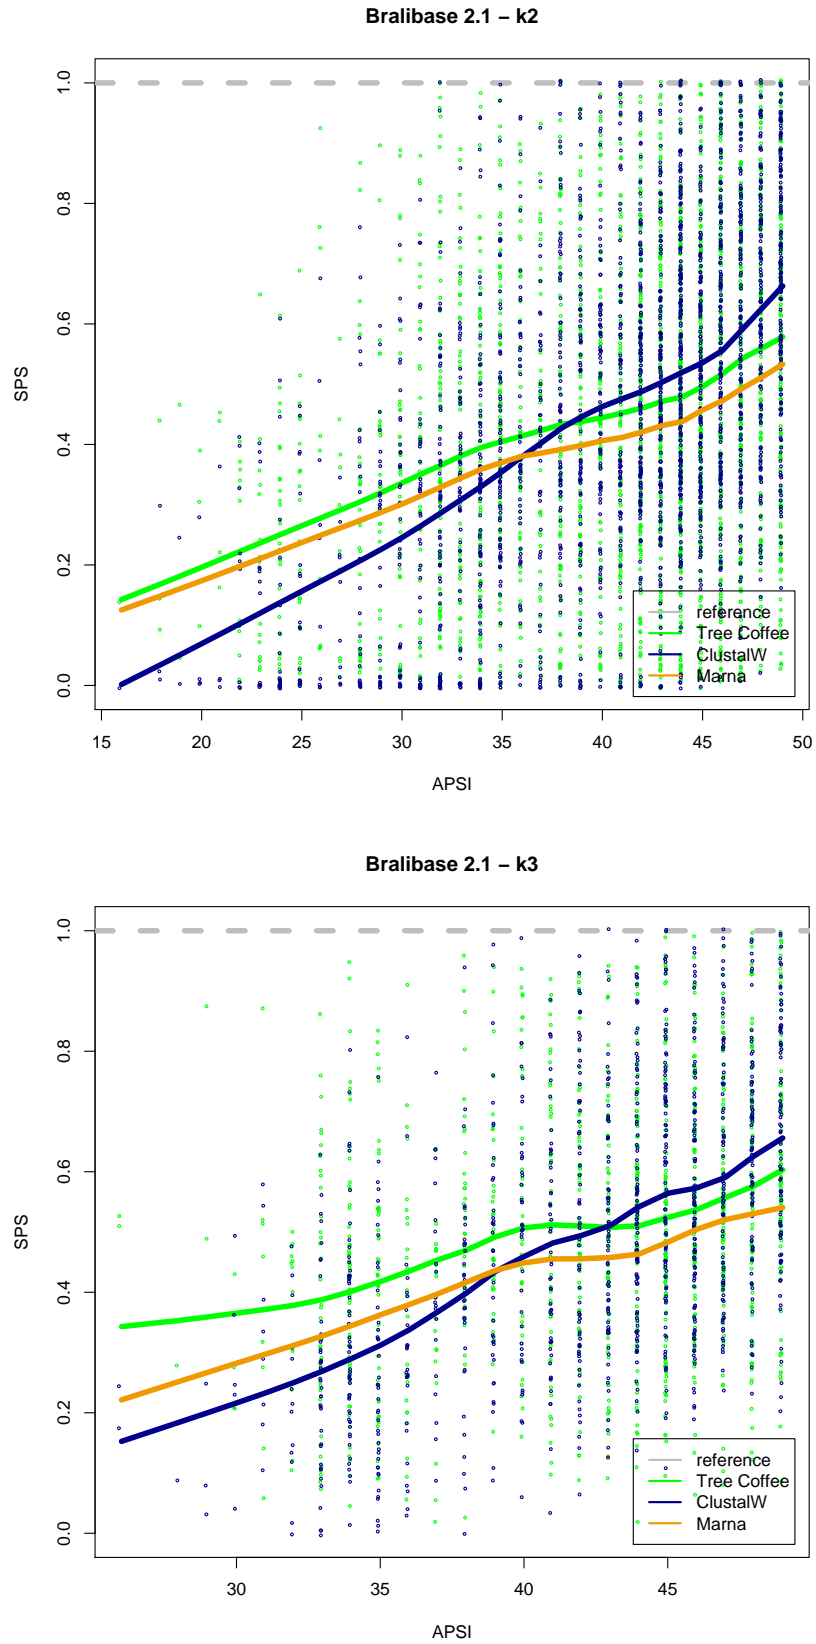 Bralibase 2.1 – k2
SPS
1.0
0.8
0.6
0.4
0.2
0.0
reference
Tree Coffee
ClustalW
Marna
15 20 25 30 35 40 45 50
APSI
Bralibase 2.1 – k3
SPS
1.0
0.8
0.6
0.4
0.2
0.0
reference
Tree Coffee
ClustalW
Marna
30 35 40 45
APSI